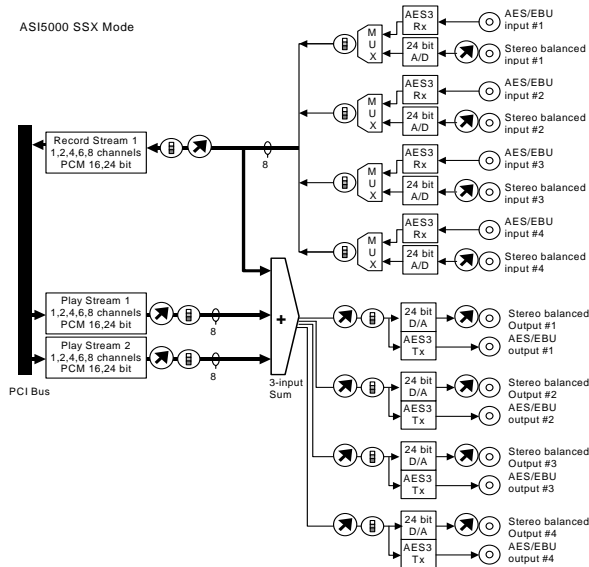 ASI5000 SSX Mode
AES3
Rx
AES/EBU
input #1
M
U
X
24 bit
A/D
Stereo balanced
input #1
AES3
Rx
AES/EBU
input #2
M
U
X
24 bit
A/D
Stereo balanced
input #2
Record Stream 1
1,2,4,6,8 channels
PCM 16,24 bit
8
AES3
Rx
AES/EBU
input #3
M
U
X
24 bit
A/D
Stereo balanced
input #3
AES3
Rx
AES/EBU
input #4
M
U
X
24 bit
A/D
Stereo balanced
input #4
Play Stream 1
1,2,4,6,8 channels
PCM 16,24 bit
8
Play Stream 2
1,2,4,6,8 channels
PCM 16,24 bit
8
PCI Bus
+
3-input
Sum
24 bit
D/A
Stereo balanced
Output #1
AES3
Tx
AES/EBU
output #1
24 bit
D/A
Stereo balanced
Output #2
AES3
Tx
AES/EBU
output #2
24 bit
D/A
Stereo balanced
Output #3
AES3
Tx
AES/EBU
output #3
24 bit
D/A
Stereo balanced
Output #4
AES3
Tx
AES/EBU
output #4